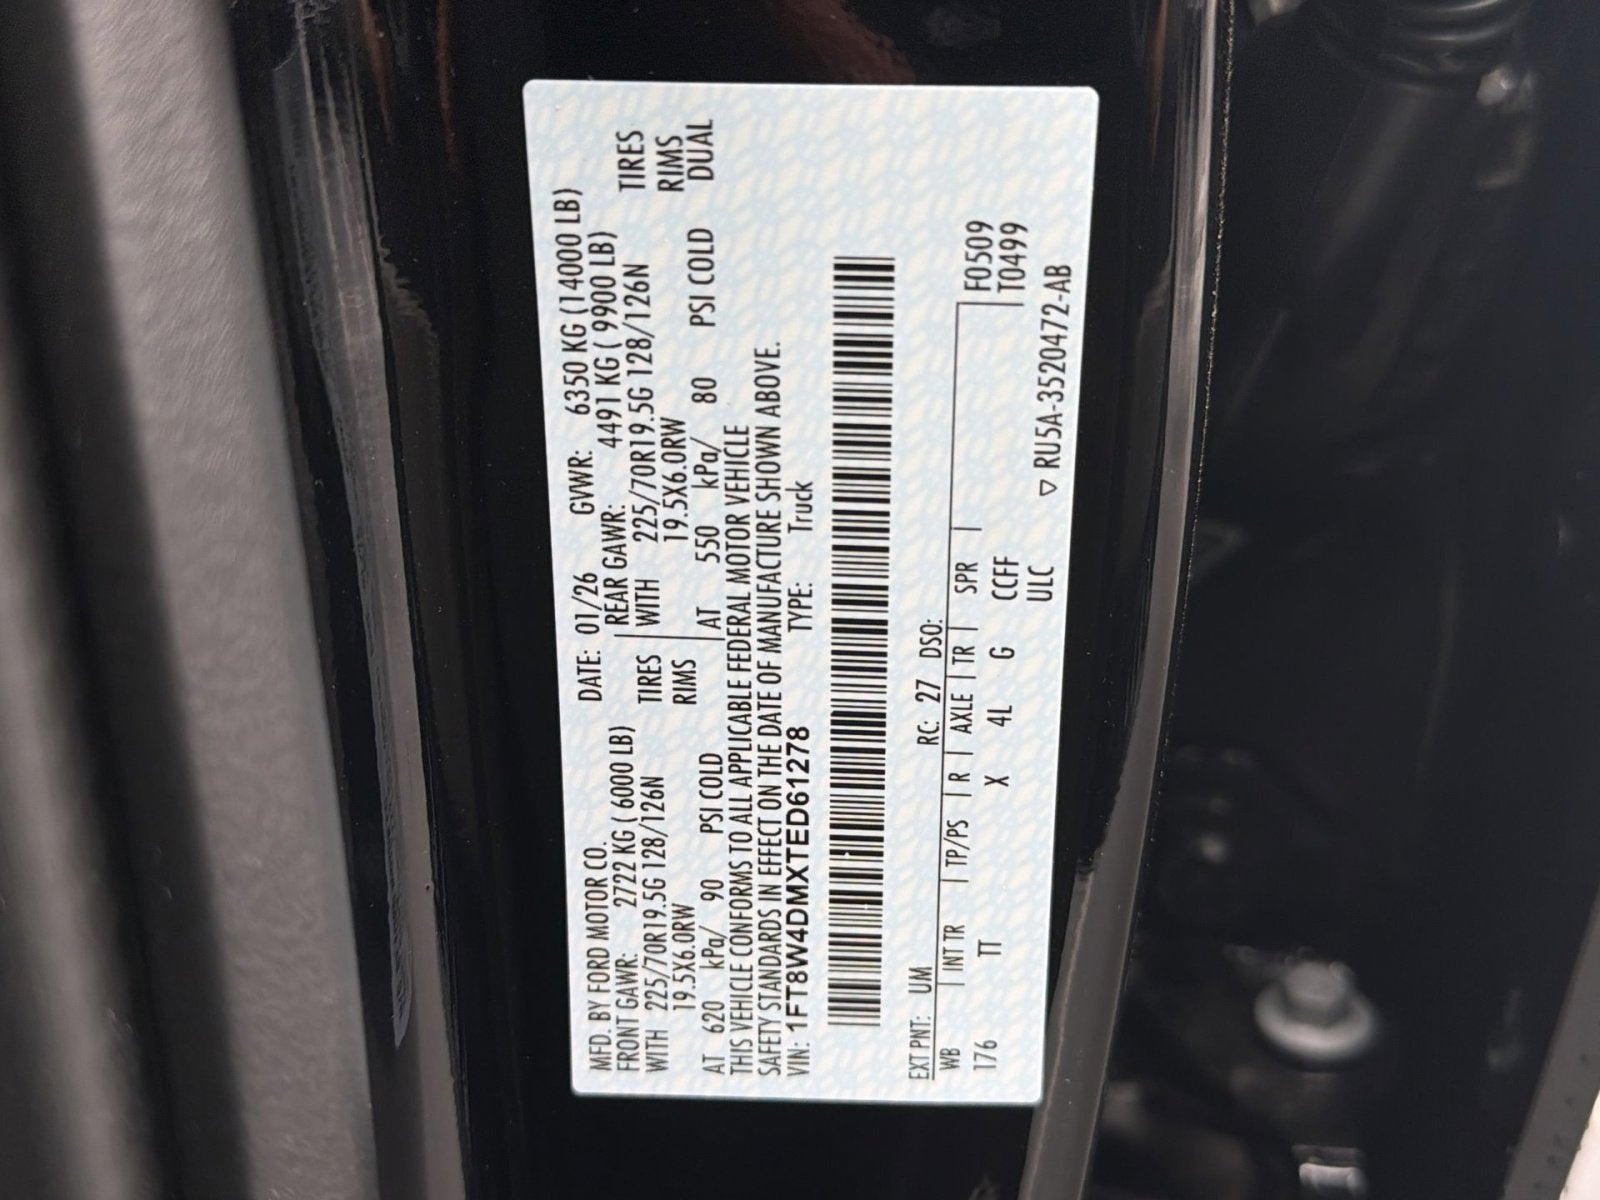 MFD. BY FORD MOTOR CO.
DATE: 01/26 GVWR: 6350 KG (14000 LB)
FRONT GAWR: 2722 KG ( 6000 LB)
REAR GAWR: 4491 KG ( 9900 LB)
WITH 225/70R19.5G 128/126N TIRES
WITH 225/70R19.5G 128/126N TIRES
19.5X6.0RW RIMS
19.5X6.0RW RIMS
AT 620 kPa/ 90 PSI COLD
AT 550 kPa/ 80 PSI COLD DUAL
THIS VEHICLE CONFORMS TO ALL APPLICABLE FEDERAL MOTOR VEHICLE
SAFETY STANDARDS IN EFFECT ON THE DATE OF MANUFACTURE SHOWN ABOVE.
VIN: 1FT8W4DMXTED61278 TYPE: Truck
EXT PNT: UM RC: 27 DSO:
WB INT TR TP/PS R AXLE TR SPR
F0509
176 TT X 4L G CCFF T0499
ULC ▽ RU5A-3520472-AB